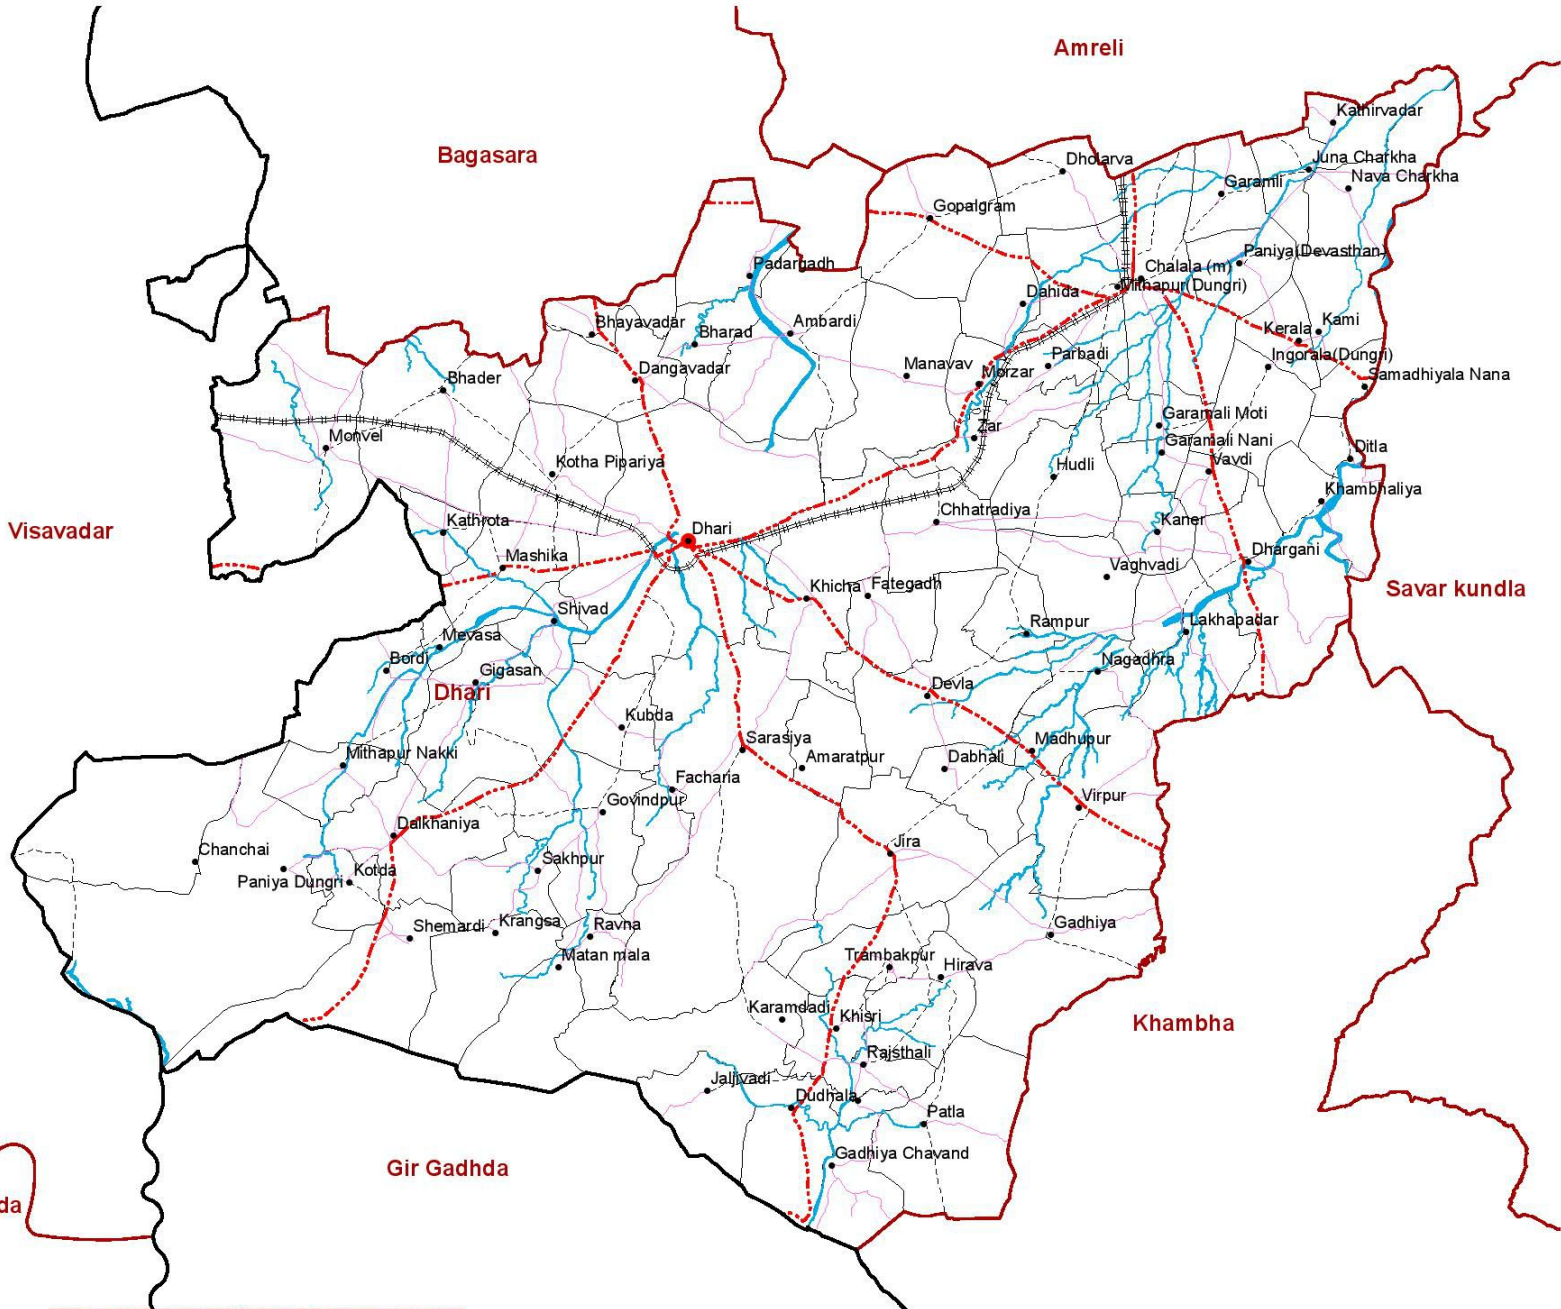 Amreli
Kathirvadar
Bagasara
Dholarva
Juna Charkha
Nava Charkha
Garamli
Gopalgram
Paniya(Devasthan)
Padargadh
Chalala (m)
Mithapur(Dungri)
Dahida
Bhayavadar
Bharad
Ambardi
Kerala
Kami
Parbadi
Ingorala(Dungri)
Dangavadar
Manavav
Morzar
Samadhiyala Nana
Bhader
Garamali Moti
Zar
Monvel
Garamali Nani
Ditla
Kotha Pipariya
Hudli
Vavdi
Khambhaliya
Visavadar
Kathrota
Dhari
Chhatradiya
Kaner
Mashika
Dhargani
Khicha
Fategadh
Vaghvadi
Savar kundla
Shivad
Rampur
Lakhapadar
Mevasa
Bordi
Gigasan
Nagadhra
Dhari
Devla
Kubda
Mithapur Nakki
Sarasiya
Amaratpur
Dabhali
Madhupur
Facharia
Govindpur
Virpur
Dalkhaniya
Chanchai
Jira
Paniya Dungri
Kotda
Sakhpur
Shemardi
Krangsa
Ravna
Gadhiya
Matan mala
Trambakpur
Hirava
Karamdadi
Khisri
Khambha
Rajsthali
Jaljivadi
Dudhala
Patla
Gir Gadhda
Gadhiya Chavand
da